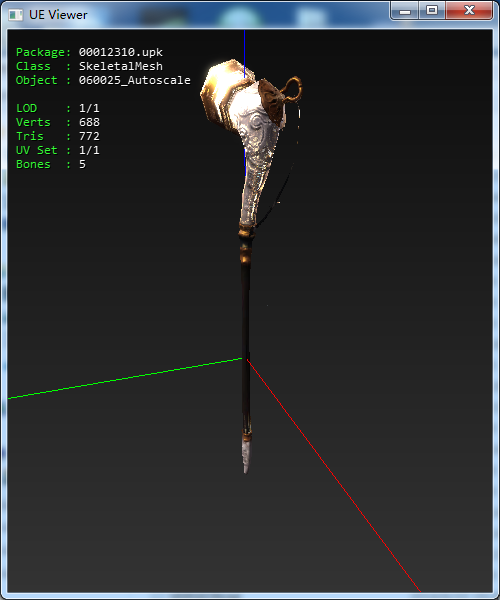 UE Viewer
Package: 00012310.upk
Class : SkeletalMesh
Object : 060025_Autoscale
LOD : 1/1
Verts : 688
Tris : 772
UV Set : 1/1
Bones : 5